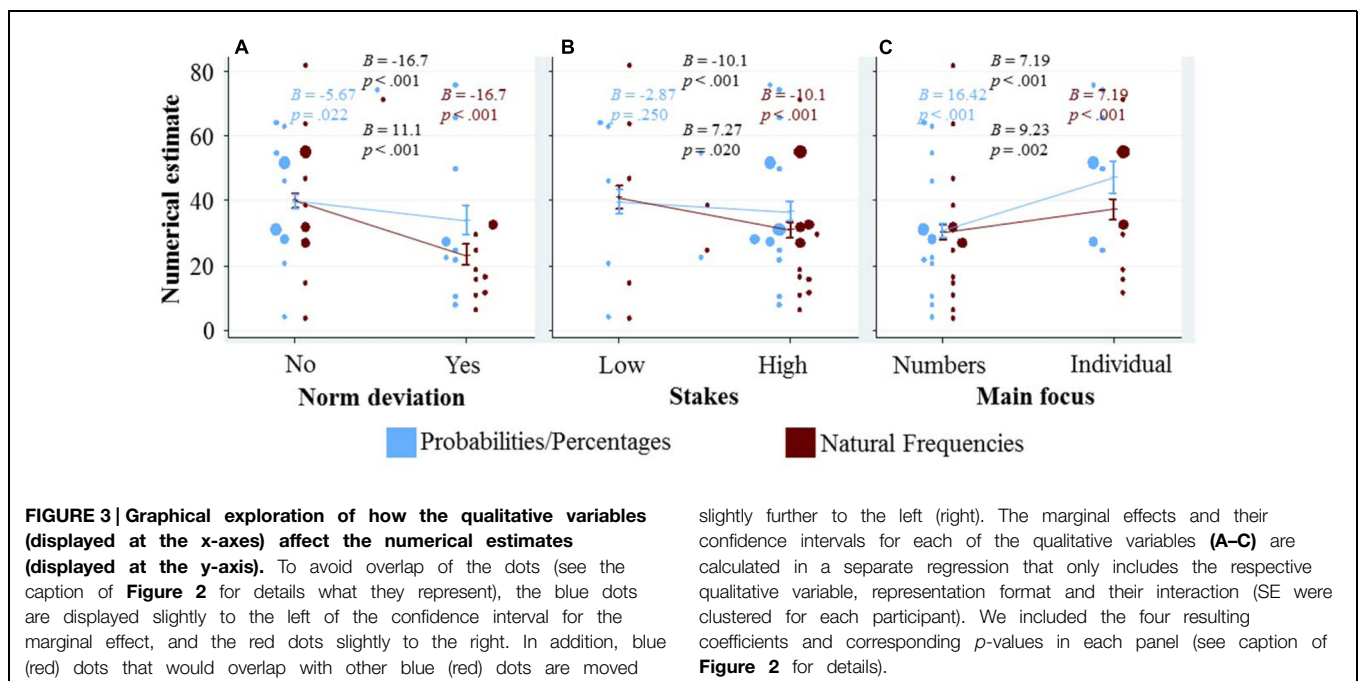 A
B
C
B = -16.7
p < .001
B = -5.67
p = .022
B = -16.7
p < .001
B = 11.1
p < .001
B = -10.1
p < .001
B = -2.87
p = .250
B = -10.1
p < .001
B = 7.27
p = .020
B = 7.19
p < .001
B = 16.42
p < .001
B = 7.19
p < .001
B = 9.23
p = .002
Numerical estimate
80
60
40
20
0
No Yes
Norm deviation
Low High
Stakes
Numbers Individual
Main focus
Probabilities/Percentages
Natural Frequencies
FIGURE 3 | Graphical exploration of how the qualitative variables
(displayed at the x-axes) affect the numerical estimates
(displayed at the y-axis). To avoid overlap of the dots (see the
caption of Figure 2 for details what they represent), the blue dots
are displayed slightly to the left of the confidence interval for the
marginal effect, and the red dots slightly to the right. In addition, blue
(red) dots that would overlap with other blue (red) dots are moved
slightly further to the left (right). The marginal effects and their
confidence intervals for each of the qualitative variables (A–C) are
calculated in a separate regression that only includes the respective
qualitative variable, representation format and their interaction (SE were
clustered for each participant). We included the four resulting
coefficients and corresponding p-values in each panel (see caption of
Figure 2 for details).